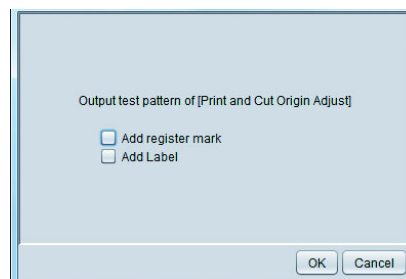 Output test pattern of [Print and Cut Origin Adjust]
Add register mark
Add Label
OK Cancel